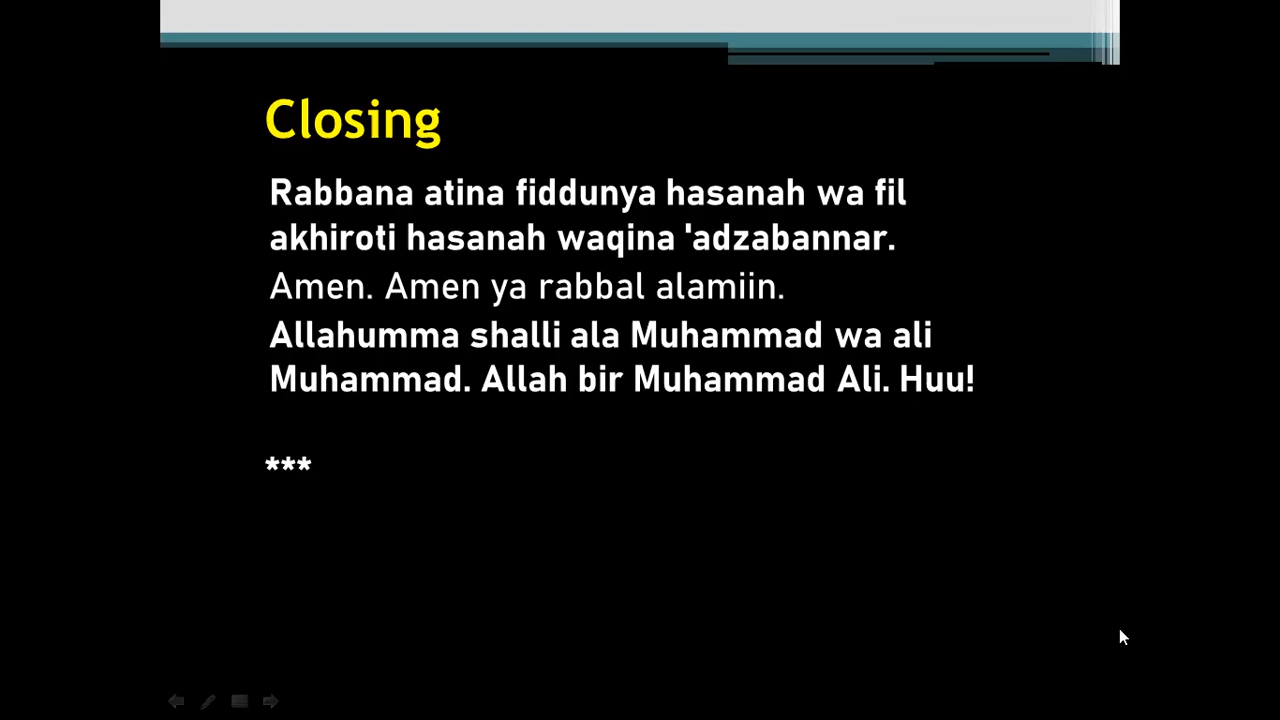 Closing
Rabbana atina fiddunya hasanah wa fil
akhiroti hasanah waqina 'adzabannar.
Amen. Amen ya rabbal alamiin.
Allahumma shalli ala Muhammad wa ali
Muhammad. Allah bir Muhammad Ali. Huu!
***